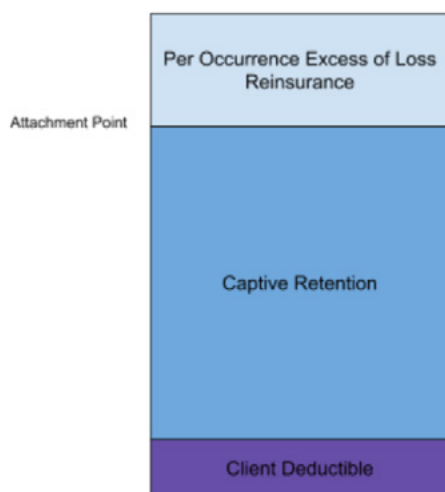 Per Occurrence Excess of Loss
Reinsurance
Attachment Point
Captive Retention
Client Deductible